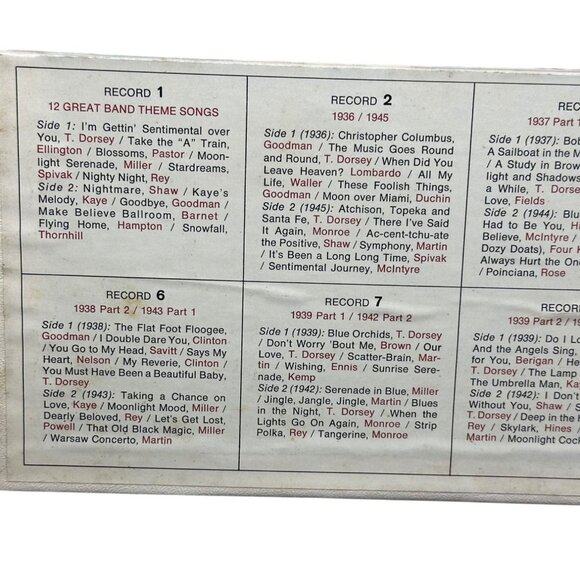 RECORD 1
12 GREAT BAND THEME SONGS
Side 1: I'm Gettin' Sentimental over
You, T. Dorsey / Take the "A" Train,
Ellington / Blossoms, Pastor / Moon-
light Serenade, Miller / Stardreams,
Spivak / Nighty Night, Rey
Side 2: Nightmare, Shaw / Kaye's
Melody, Kaye / Goodbye, Goodman /
Make Believe Ballroom, Barnet /
Flying Home, Hampton / Snowfall,
Thornhill
RECORD 2
1936 / 1945
Side 1 (1936): Christopher Columbus,
Goodman / The Music Goes Round
and Round, T. Dorsey / When Did You
Leave Heaven? Lombardo / All My
Life, Waller / These Foolish Things,
Goodman / Moon over Miami, Duchin
Side 2 (1945): Atchison, Topeka and
Santa Fe, T. Dorsey / There I've Said
It Again, Monroe / Ac-cent-tchu-ate
the Positive, Shaw / Symphony, Martin
/ It's Been a Long Long Time, Spivak
/ Sentimental Journey, McIntyre
REC
1937 Part 1
Side 1 (1937): Bob
A Sailboat in the M
/ A Study in Brow
light and Shadows
a While, T. Dorse
Love, Fields
Side 2 (1944): Blu
With You, Hi
Believe, McIntyre /
Dozy Doats), Four K
Always Hurt the On
/ Poinciana, Rose
RECORD 6
1938 Part 2 / 1943 Part 1
Side 1 (1938): The Flat Foot Floogee,
Goodman / I Double Dare You, Clinton
/ You Go to My Head, Savitt / Says My
Heart, Nelson / My Reverie, Clinton /
You Must Have Been a Beautiful Baby,
T. Dorsey
Side 2 (1943): Taking a Chance on
Love, Kaye / Moonlight Mood, Miller /
Dearly Beloved, Rey / Let's Get Lost,
Powell / That Old Black Magic, Miller
/ Warsaw Concerto, Martin
RECORD 7
1939 Part 1 / 1942 Part 2
Side 1 (1939): Blue Orchids, T. Dorsey
/ Don't Worry 'Bout Me, Brown / Our
Love, T. Dorsey / Scatter-Brain, Mar-
tin / Wishing, Ennis / Sunrise Sere-
nade, Kemp
Side 2 (1942): Serenade in Blue, Miller
/ Jingle, Jangle, Jingle, Martin / Blues
in the Night, T. Dorsey / .When the
Lights Go On Again, Monroe / Strip
Polka, Rey / Tangerine, Monroe
RECOR
1939 Part 2 / 19
Side 1 (1939): Do I Lo
And the Angels Sing,
for You, Berigan / He
T. Dorsey / The Lamp
The Umbrella Man, Ka
Side 2 (1942): I Don't
Without You, Shaw / S
T. Dorsey / Deep in the H
Rey / Skylark, Hines /
Martin / Moonlight Cock